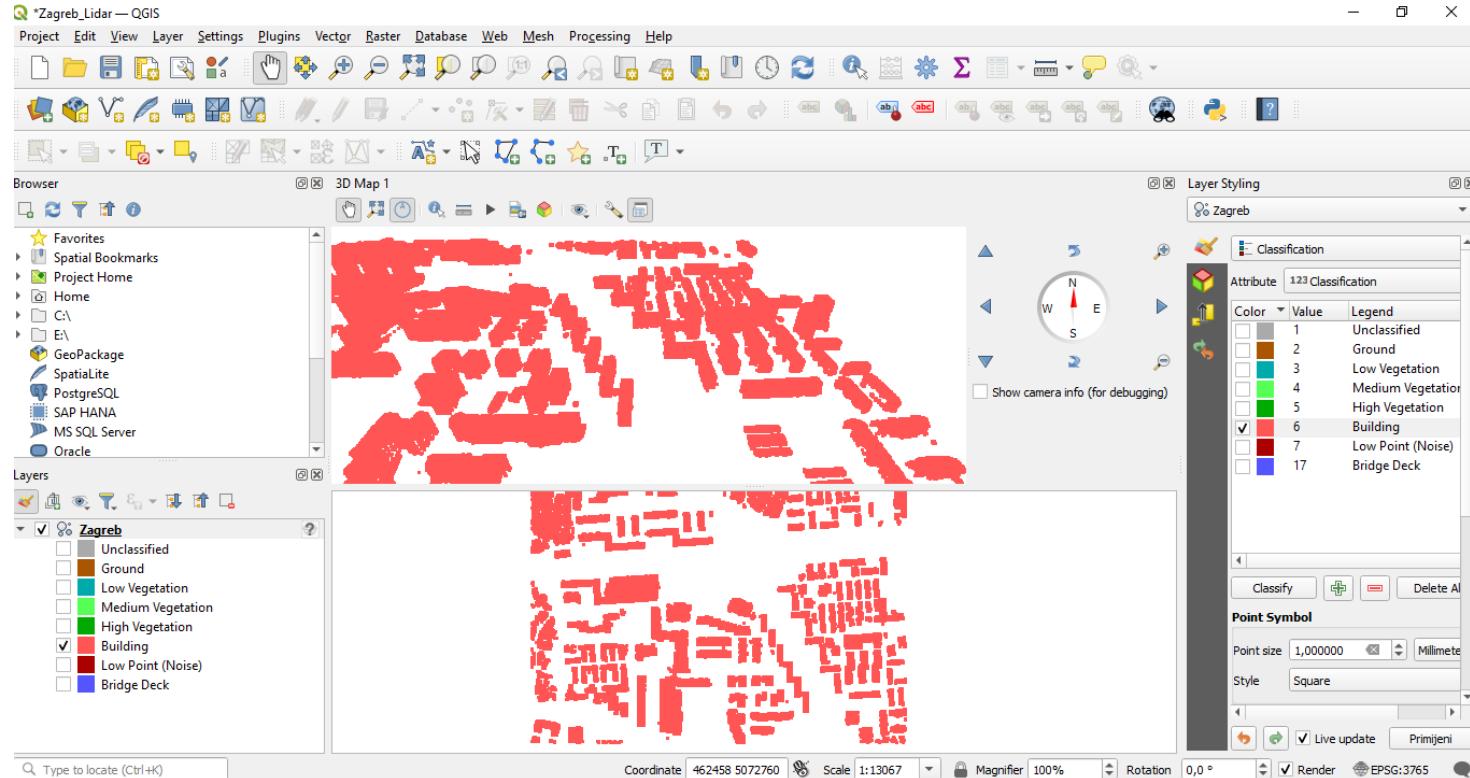 *Zagreb_Lidar — QGIS
Project Edit View Layer Settings Plugins Vector Raster Database Web Mesh Processing Help
Browser
Favorites
Spatial Bookmarks
Project Home
Home
C:\
E:\
GeoPackage
SpatiaLite
PostgreSQL
SAP HANA
MS SQL Server
Oracle
Layers
Zagreb
Unclassified
Ground
Low Vegetation
Medium Vegetation
High Vegetation
Building
Low Point (Noise)
Bridge Deck
3D Map 1
N
W E
S
Show camera info (for debugging)
Layer Styling
Zagreb
Classification
Attribute 123 Classification
Color Value Legend
1 Unclassified
2 Ground
3 Low Vegetation
4 Medium Vegetation
5 High Vegetation
6 Building
7 Low Point (Noise)
17 Bridge Deck
Classify Delete Al
Point Symbol
Point size 1,000000 Millimete
Style Square
Live update Primijeni
Type to locate (Ctrl+K) Coordinate 462458 5072760 Scale 1:13067 Magnifier 100% Rotation 0,0 ° Render EPSG:3765